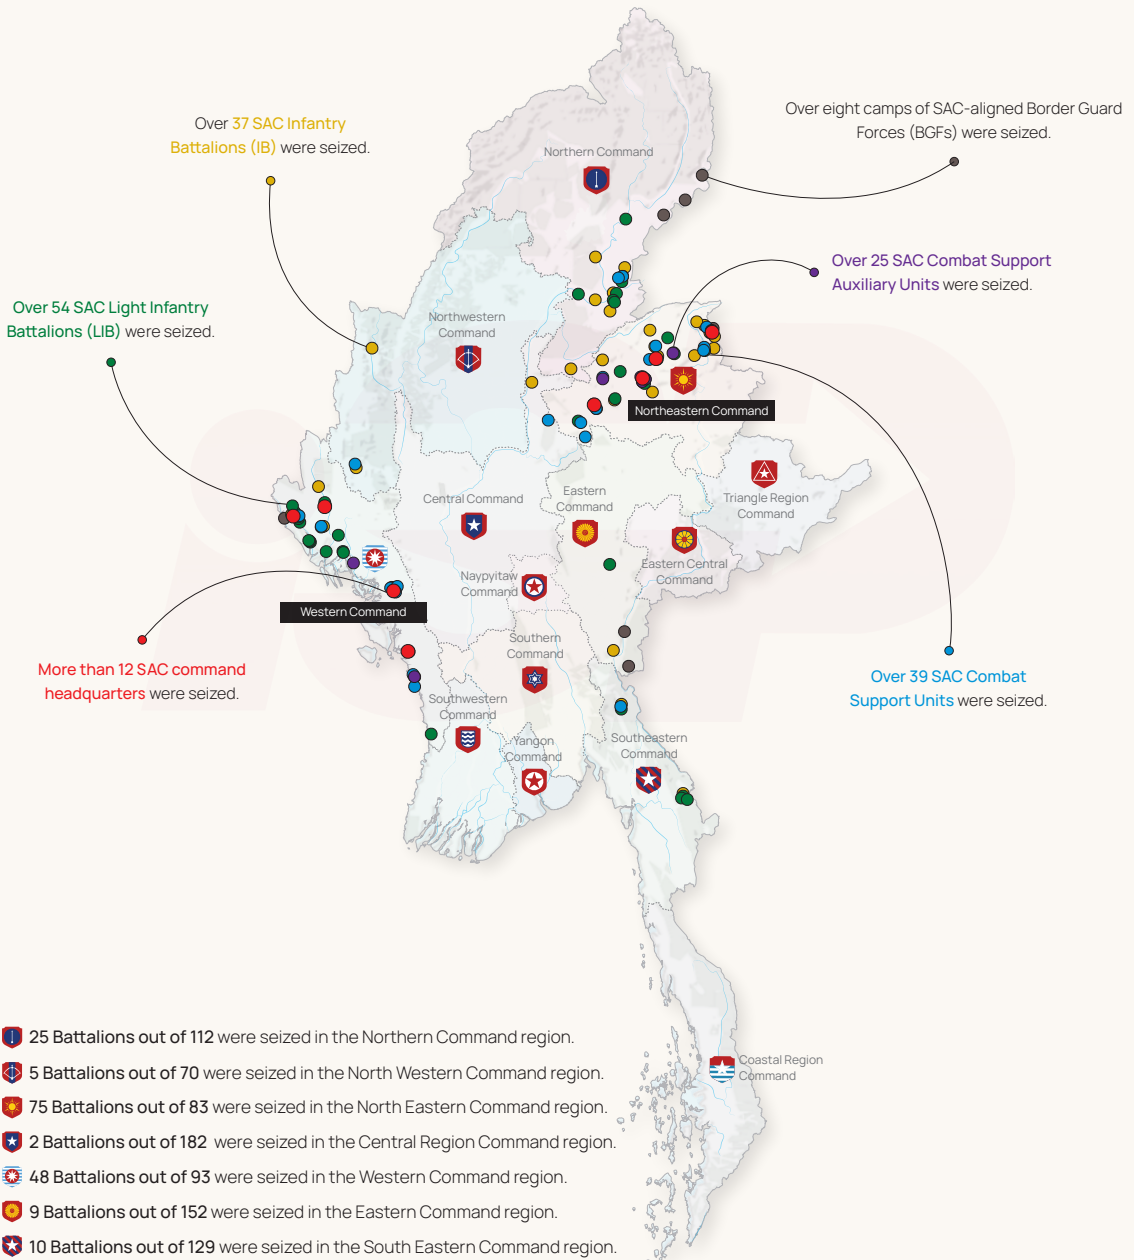 Over 37 SAC Infantry
Battalions (IB) were seized.
Over eight camps of SAC-aligned Border Guard
Forces (BGFs) were seized.
Northern Command
Over 25 SAC Combat Support
Auxiliary Units were seized.
Over 54 SAC Light Infantry
Battalions (LIB) were seized.
Northwestern
Command
Northeastern Command
Central Command
Eastern
Command
Triangle Region
Command
Eastern Central
Command
Naypyitaw
Command
Western Command
Southern
Command
More than 12 SAC command
headquarters were seized.
Over 39 SAC Combat
Support Units were seized.
Southwestern
Command
Yangon
Command
Southeastern
Command
Coastal Region
Command
25 Battalions out of 112 were seized in the Northern Command region.
5 Battalions out of 70 were seized in the North Western Command region.
75 Battalions out of 83 were seized in the North Eastern Command region.
2 Battalions out of 182 were seized in the Central Region Command region.
48 Battalions out of 93 were seized in the Western Command region.
9 Battalions out of 152 were seized in the Eastern Command region.
10 Battalions out of 129 were seized in the South Eastern Command region.